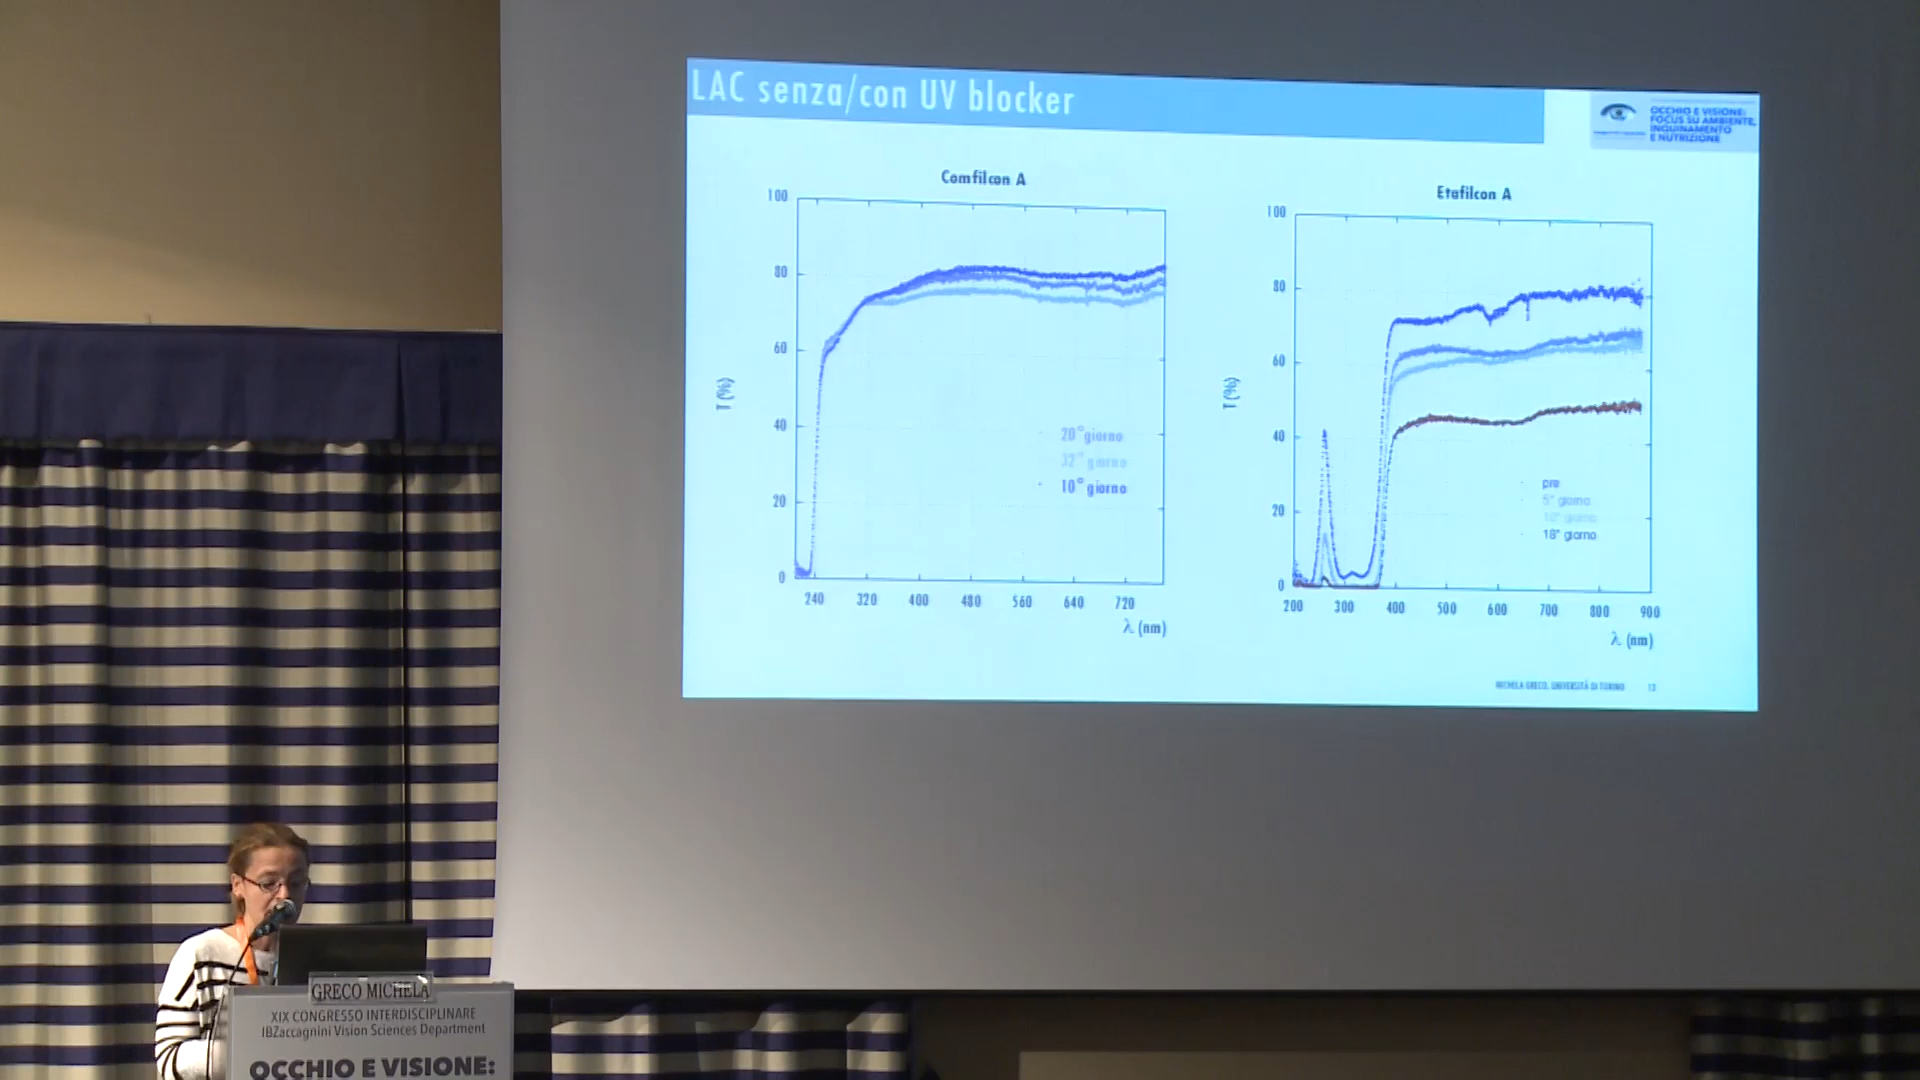 LAC senza/con UV blocker
OCCHIO E VISIONE:
FOCUS SU AMBIENTE,
INQUINAMENTO
E NUTRIZIONE
Comfilcon A
100
80
60
40
20
0
T (%)
240 320 400 480 560 640 720
λ (nm)
20° giorno
32° giorno
10° giorno
Etafilcon A
100
80
60
40
20
0
T (%)
200 300 400 500 600 700 800 900
λ (nm)
pre
5° giorno
10° giorno
18° giorno
MICHELA GRECO, UNIVERSITÀ DI TORINO 13
GRECO MICHELA
XIX CONGRESSO INTERDISCIPLINARE
IBZaccagnini Vision Sciences Department
OCCHIO E VISIONE: